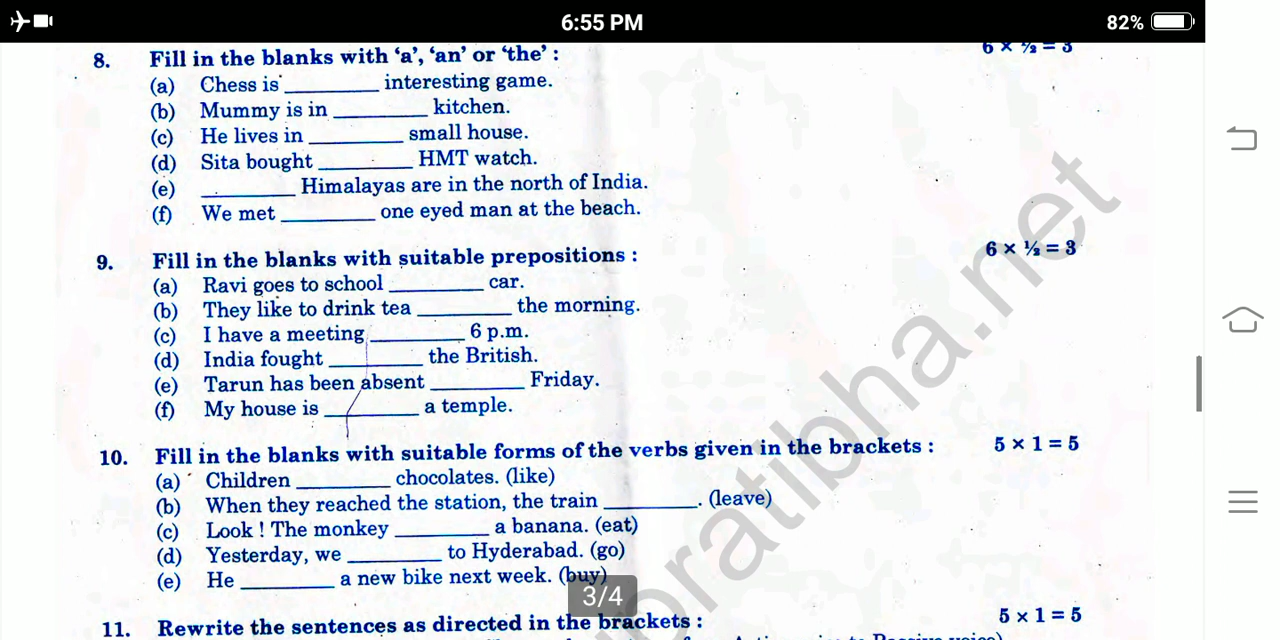 6:55 PM
82%
8. Fill in the blanks with ‘a’, ‘an’ or ‘the’ : 6 × ½ = 3
(a) Chess is ________ interesting game.
(b) Mummy is in ________ kitchen.
(c) He lives in ________ small house.
(d) Sita bought ________ HMT watch.
(e) ________ Himalayas are in the north of India.
(f) We met ________ one eyed man at the beach.
9. Fill in the blanks with suitable prepositions : 6 × ½ = 3
(a) Ravi goes to school ________ car.
(b) They like to drink tea ________ the morning.
(c) I have a meeting ________ 6 p.m.
(d) India fought ________ the British.
(e) Tarun has been absent ________ Friday.
(f) My house is ________ a temple.
10. Fill in the blanks with suitable forms of the verbs given in the brackets : 5 × 1 = 5
(a) Children ________ chocolates. (like)
(b) When they reached the station, the train ________. (leave)
(c) Look ! The monkey ________ a banana. (eat)
(d) Yesterday, we ________ to Hyderabad. (go)
(e) He ________ a new bike next week. (buy)
3/4
11. Rewrite the sentences as directed in the brackets : 5 × 1 = 5
pratibha.net